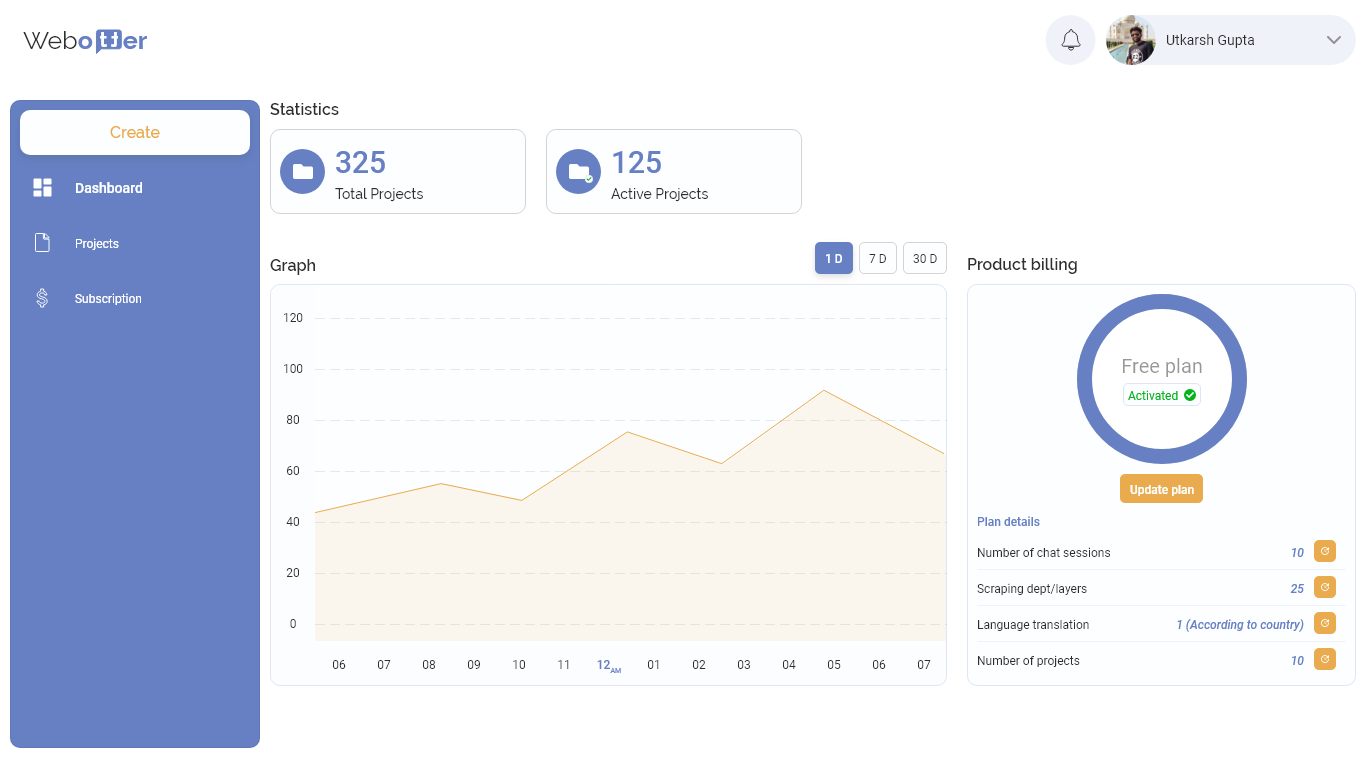 Webotter
Utkarsh Gupta
Create
Dashboard
Projects
Subscription
Statistics
325
Total Projects
125
Active Projects
Graph
1 D
7 D
30 D
120
100
80
60
40
20
0
06 07 08 09 10 11 12AM 01 02 03 04 05 06 07
Product billing
Free plan
Activated
Update plan
Plan details
Number of chat sessions 10
Scraping dept/layers 25
Language translation 1 (According to country)
Number of projects 10